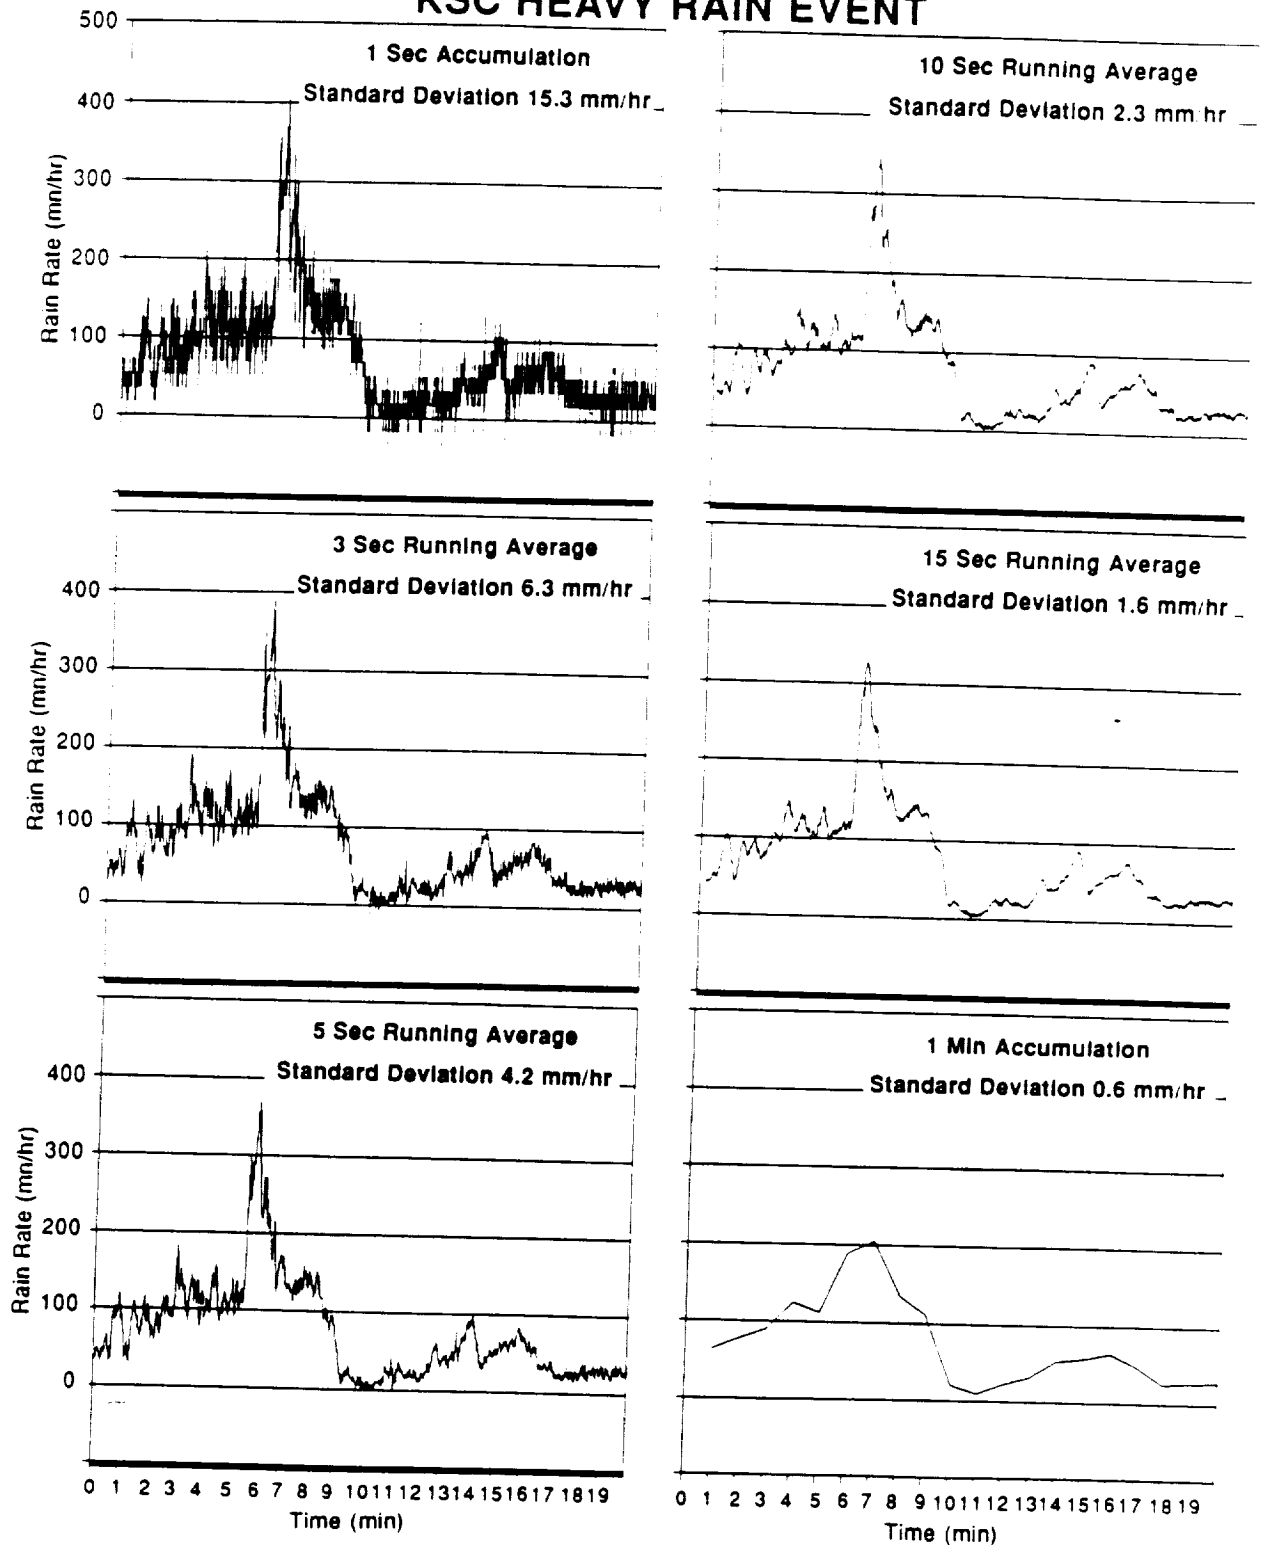 KSC HEAVY RAIN EVENT
1 Sec Accumulation
Standard Deviation 15.3 mm/hr
500
400
300
200
100
0
Rain Rate (mn/hr)
10 Sec Running Average
Standard Deviation 2.3 mm/hr
3 Sec Running Average
Standard Deviation 6.3 mm/hr
400
300
200
100
0
Rain Rate (mn/hr)
15 Sec Running Average
Standard Deviation 1.6 mm/hr
5 Sec Running Average
Standard Deviation 4.2 mm/hr
400
300
200
100
0
Rain Rate (mn/hr)
0 1 2 3 4 5 6 7 8 9 10 11 12 13 14 15 16 17 18 19
Time (min)
1 Min Accumulation
Standard Deviation 0.6 mm/hr
0 1 2 3 4 5 6 7 8 9 10 11 12 13 14 15 16 17 18 19
Time (min)